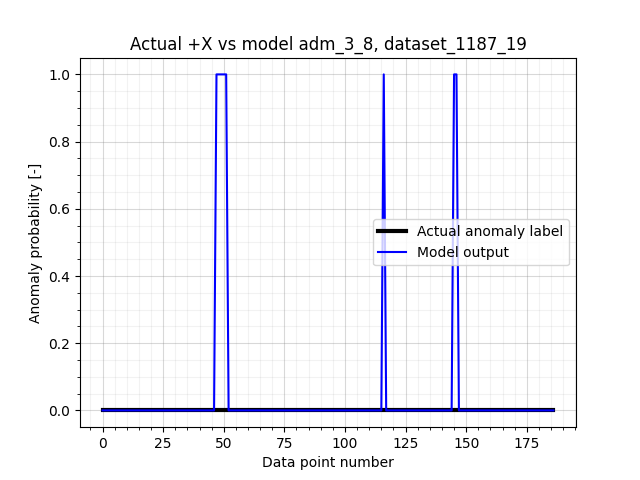 Actual +X vs model adm_3_8, dataset_1187_19
1.0
0.8
0.6
0.4
0.2
0.0
Anomaly probability [-]
Actual anomaly label
Model output
0 25 50 75 100 125 150 175
Data point number